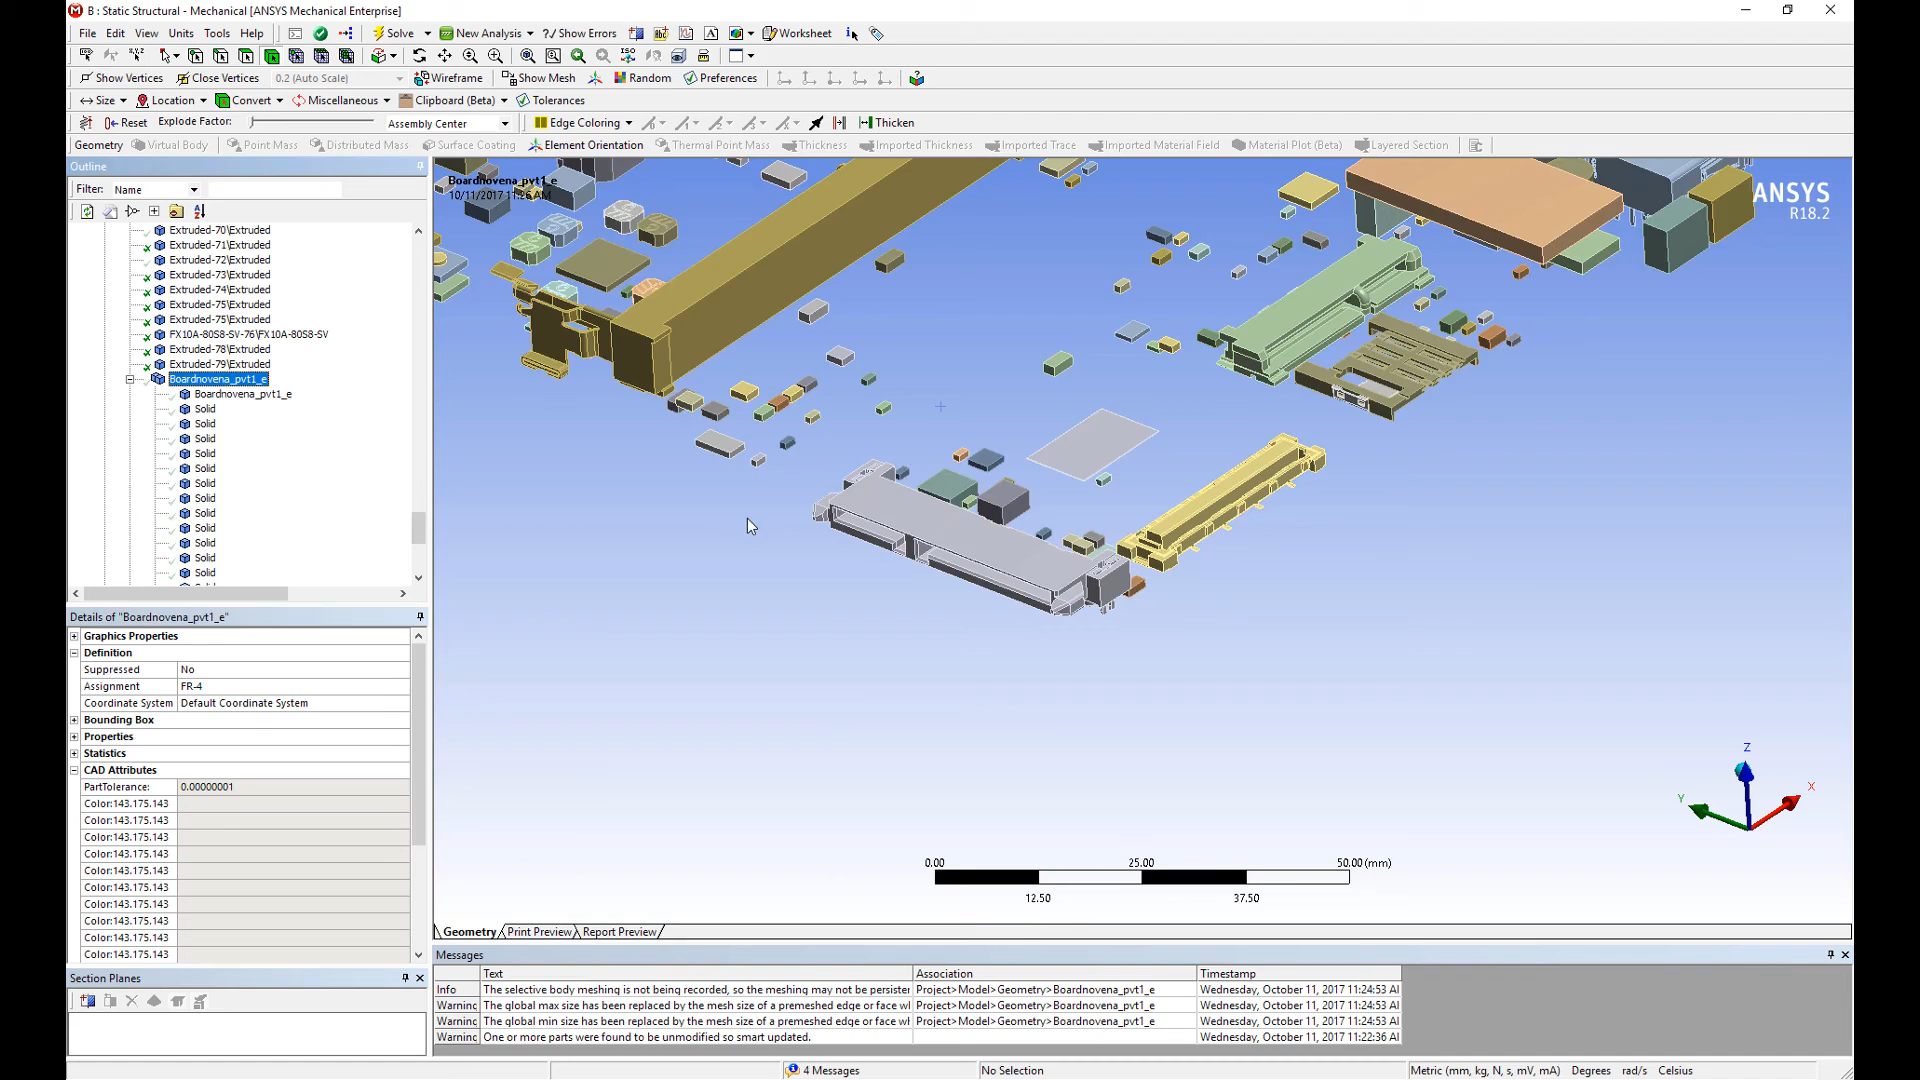 B : Static Structural - Mechanical [ANSYS Mechanical Enterprise]
File Edit View Units Tools Help Solve New Analysis ?/ Show Errors Worksheet
Show Vertices Close Vertices 0.2 (Auto Scale) Wireframe Show Mesh Random Preferences
Size Location Convert Miscellaneous Clipboard (Beta) Tolerances
Reset Explode Factor: Assembly Center Edge Coloring Thicken
Geometry Virtual Body Point Mass Distributed Mass Surface Coating Element Orientation Thermal Point Mass Thickness Imported Thickness Imported Trace Imported Material Field Material Plot (Beta) Layered Section
Outline
Filter: Name
Extruded-70\Extruded
Extruded-71\Extruded
Extruded-72\Extruded
Extruded-73\Extruded
Extruded-74\Extruded
Extruded-75\Extruded
Extruded-75\Extruded
FX10A-80S8-SV-76\FX10A-80S8-SV
Extruded-78\Extruded
Extruded-79\Extruded
Boardnovena_pvt1_e
Boardnovena_pvt1_e
Solid
Solid
Solid
Solid
Solid
Solid
Solid
Solid
Solid
Solid
Solid
Solid
Details of "Boardnovena_pvt1_e"
Graphics Properties
Definition
Suppressed No
Assignment FR-4
Coordinate System Default Coordinate System
Bounding Box
Properties
Statistics
CAD Attributes
PartTolerance: 0.00000001
Color:143.175.143
Color:143.175.143
Color:143.175.143
Color:143.175.143
Color:143.175.143
Color:143.175.143
Color:143.175.143
Color:143.175.143
Color:143.175.143
Color:143.175.143
Section Planes
Boardnovena_pvt1_e
10/11/2017 11:26 AM
ANSYS
R18.2
Z
X
Y
0.00 25.00 50.00 (mm)
12.50 37.50
Geometry Print Preview Report Preview
Messages
Text Association Timestamp
Info The selective body meshing is not being recorded, so the meshing may not be persister Project>Model>Geometry>Boardnovena_pvt1_e Wednesday, October 11, 2017 11:24:53 AI
Warninc The global max size has been replaced by the mesh size of a premeshed edge or face wl Project>Model>Geometry>Boardnovena_pvt1_e Wednesday, October 11, 2017 11:24:53 AI
Warninc The global min size has been replaced by the mesh size of a premeshed edge or face wl Project>Model>Geometry>Boardnovena_pvt1_e Wednesday, October 11, 2017 11:24:53 AI
Warninc One or more parts were found to be unmodified so smart updated. Wednesday, October 11, 2017 11:22:36 AI
4 Messages No Selection Metric (mm, kg, N, s, mV, mA) Degrees rad/s Celsius